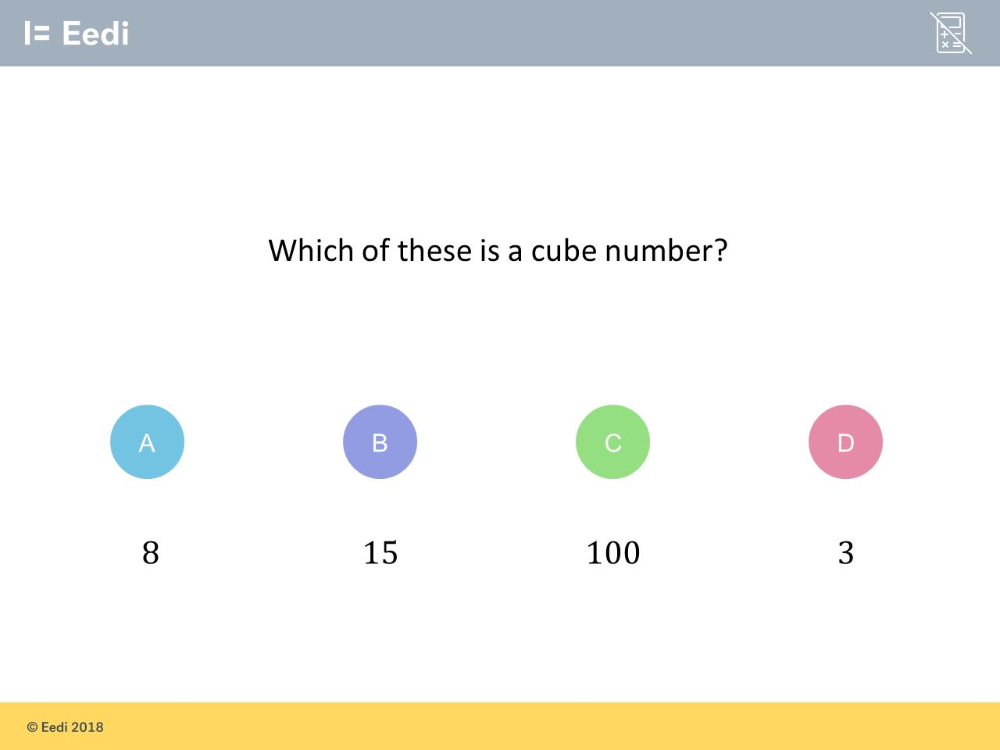 Eedi
Which of these is a cube number?
A B C D
8 15 100 3
© Eedi 2018